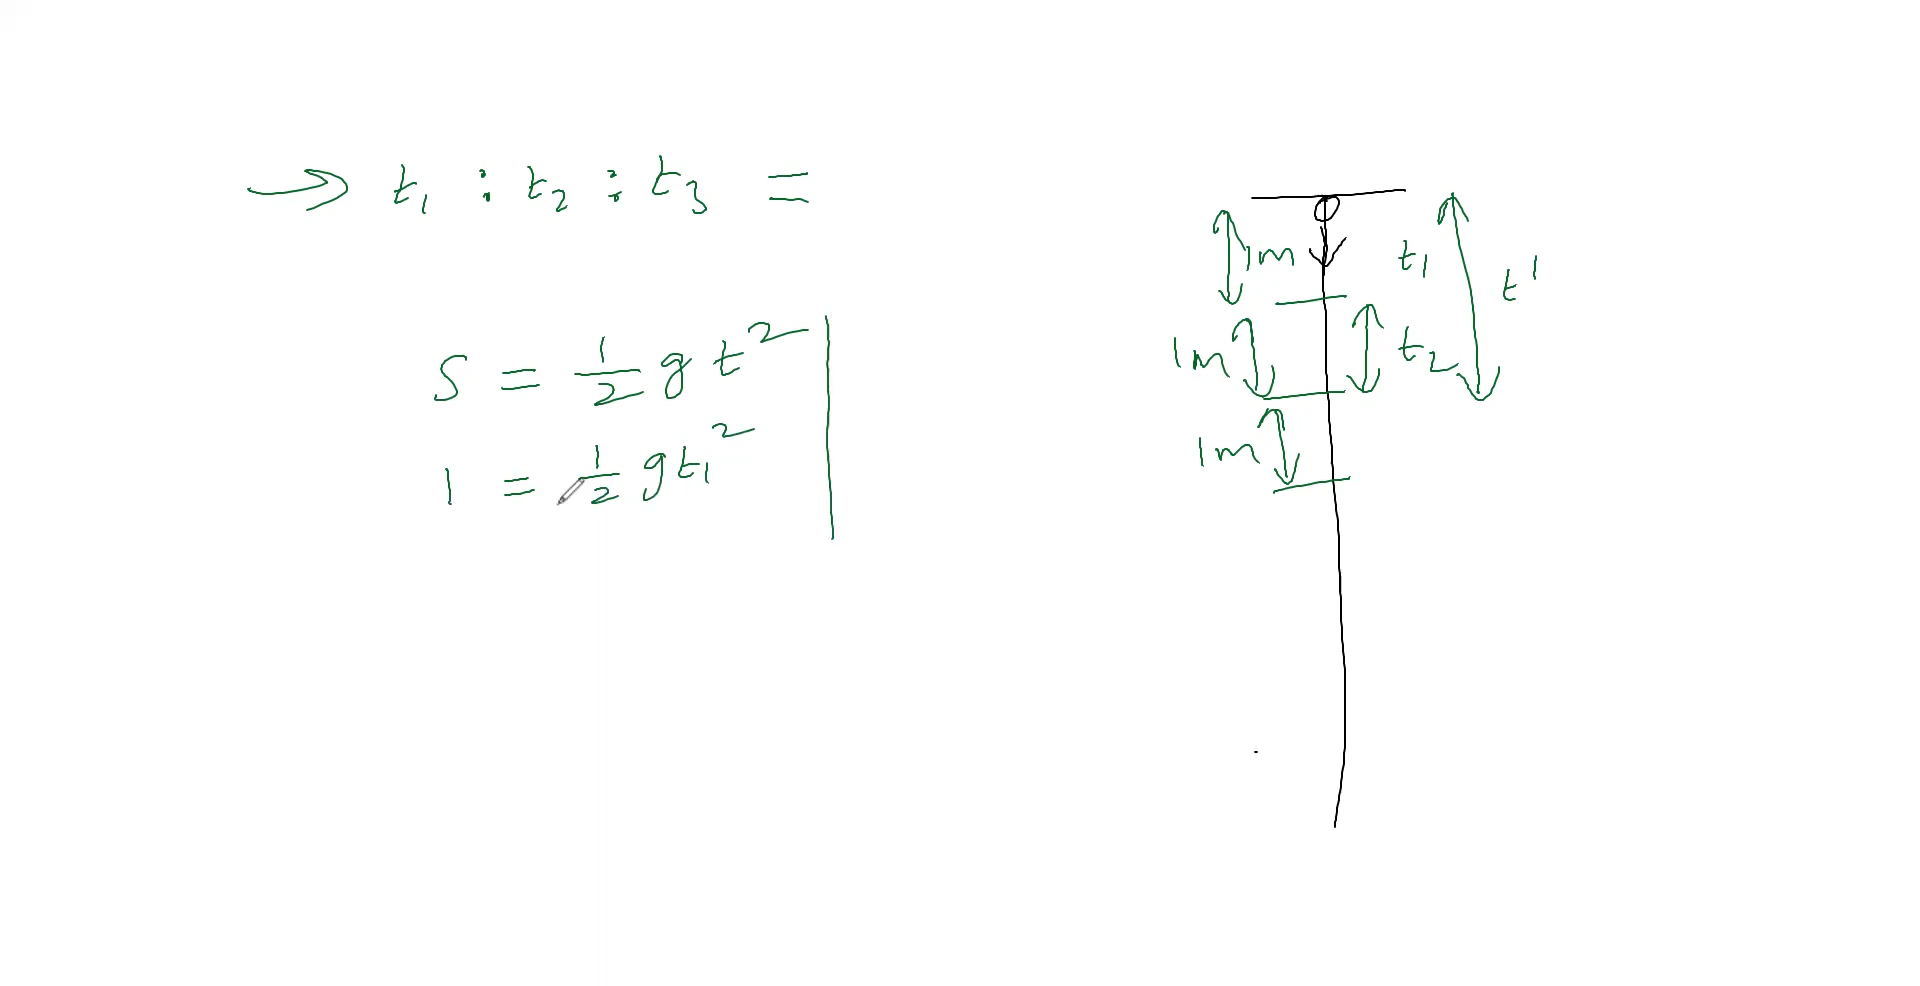 → t₁ : t₂ : t₃ =
S = 1/2 g t²
1 = 1/2 g t₁²
1m t₁
t'
1m t₂
1m